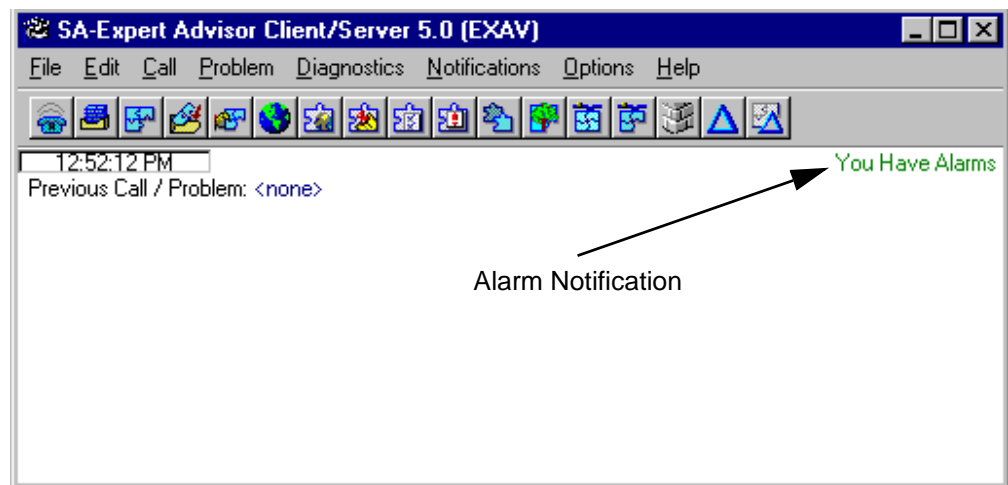 SA-Expert Advisor Client/Server 5.0 (EXAV)
File Edit Call Problem Diagnostics Notifications Options Help
12:52:12 PM
You Have Alarms
Previous Call / Problem: <none>
Alarm Notification